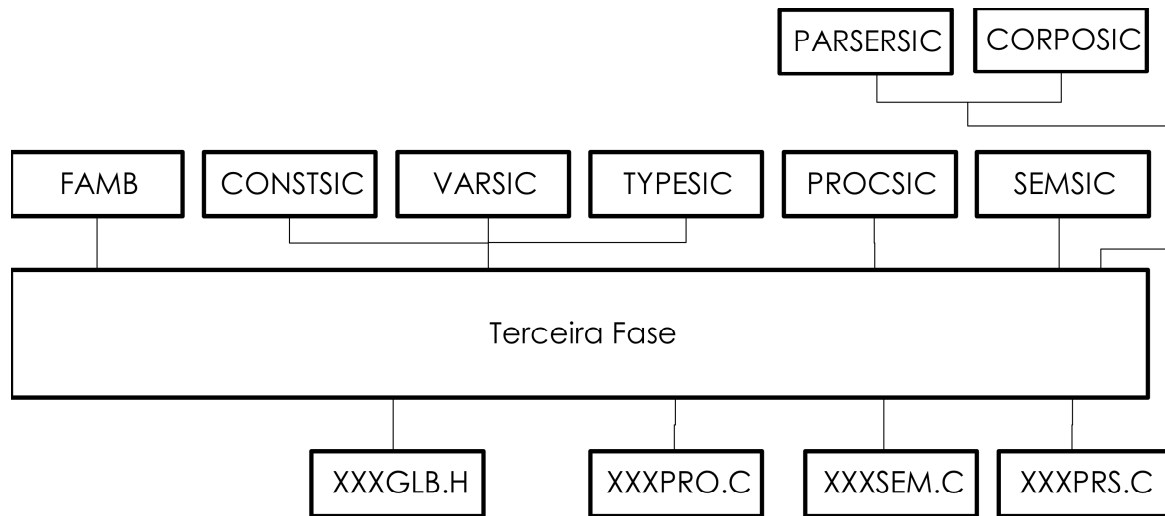 PARSERSIC CORPOSIC
FAMB CONSTSIC VARSIC TYPESIC PROCSIC SEMSIC
Terceira Fase
XXXGLB.H XXXPRO.C XXXSEM.C XXXPRS.C